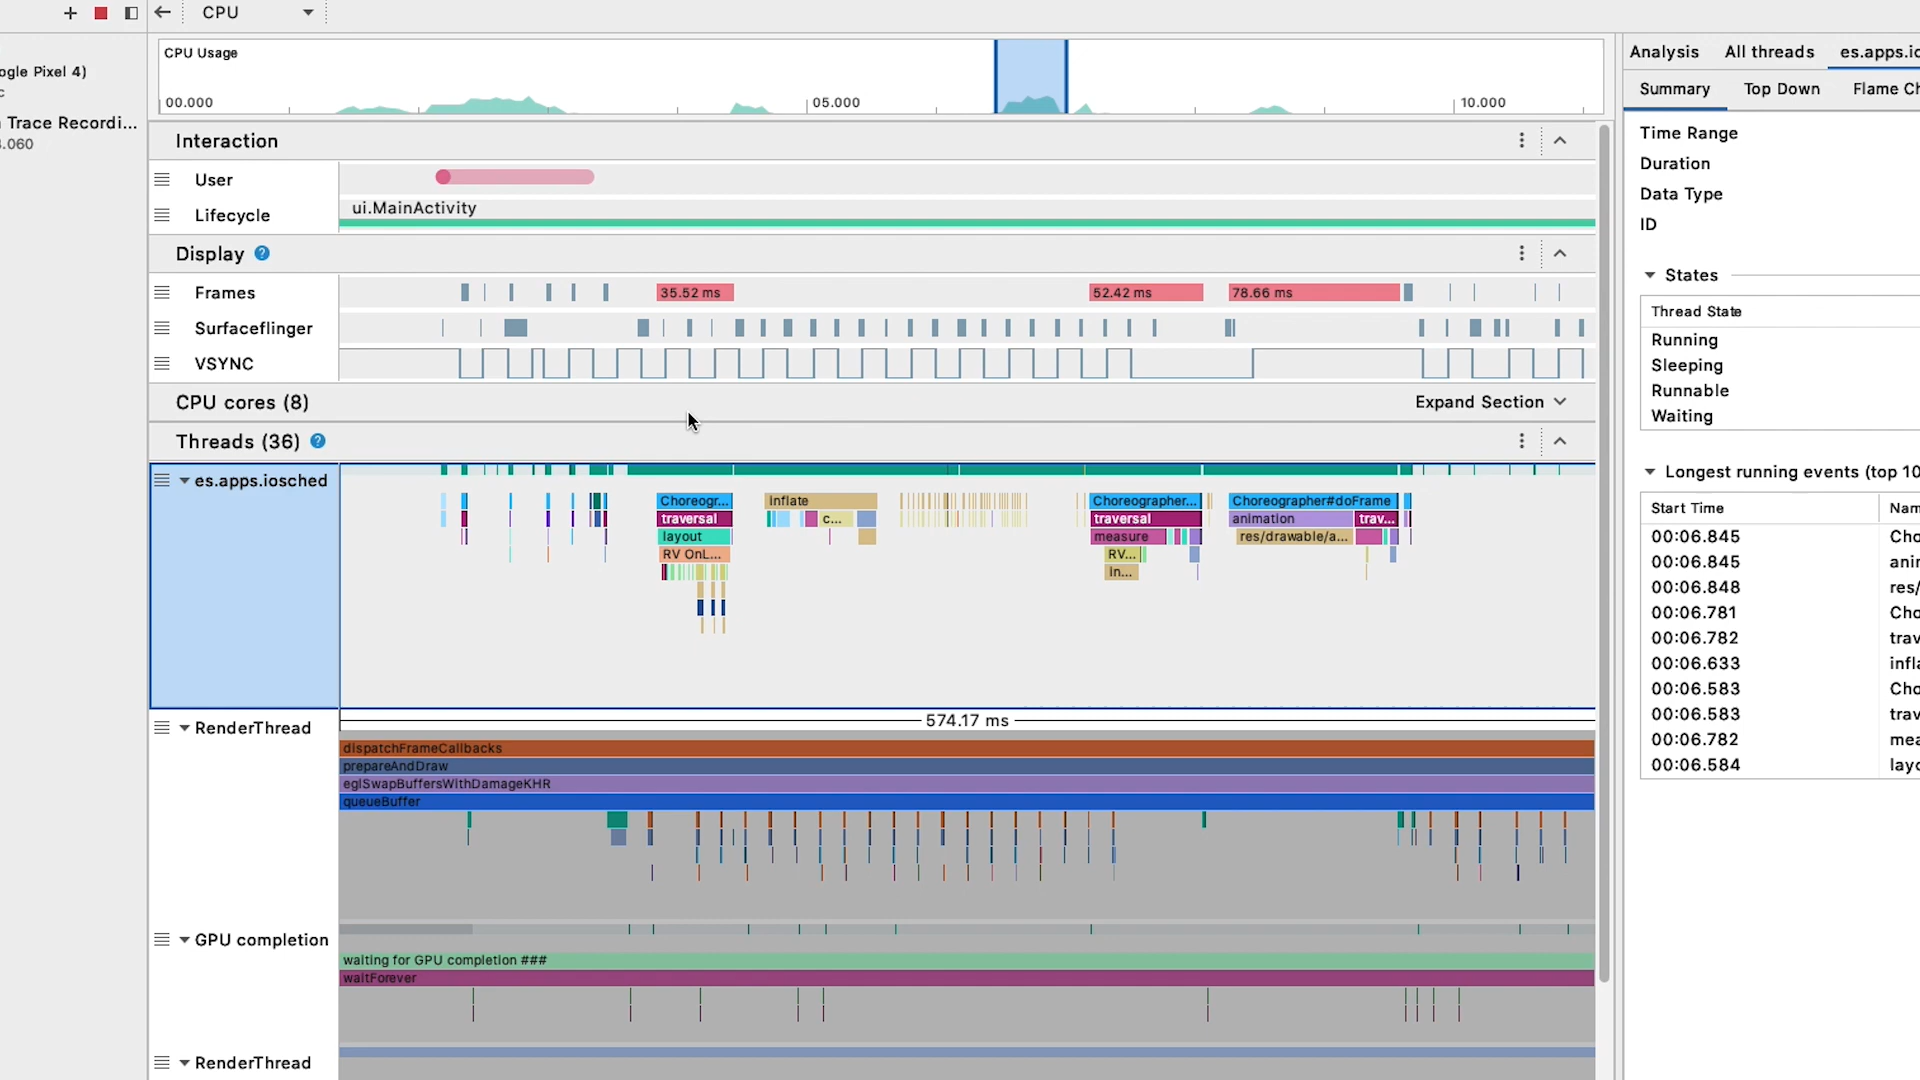 CPU
ogle Pixel 4)
Trace Recordi...
.060
CPU Usage
00.000
05.000
10.000
Interaction
User
Lifecycle
ui.MainActivity
Display ?
Frames
35.52 ms
52.42 ms
78.66 ms
Surfaceflinger
VSYNC
CPU cores (8)
Expand Section
Threads (36) ?
es.apps.iosched
Choreogr...
inflate
Choreographer...
Choreographer#doFrame
traversal
c...
traversal
animation
trav...
layout
measure
res/drawable/a...
RV OnL...
RV...
In...
RenderThread
574.17 ms
dispatchFrameCallbacks
prepareAndDraw
eglSwapBuffersWithDamageKHR
queueBuffer
GPU completion
waiting for GPU completion ###
waitForever
RenderThread
Analysis
All threads
es.apps.io
Summary
Top Down
Flame Ch
Time Range
Duration
Data Type
ID
States
Thread State
Running
Sleeping
Runnable
Waiting
Longest running events (top 10
Start Time
Nam
00:06.845
Cho
00:06.845
anim
00:06.848
res/
00:06.781
Cho
00:06.782
trav
00:06.633
infla
00:06.583
Cho
00:06.583
trav
00:06.782
mea
00:06.584
layo